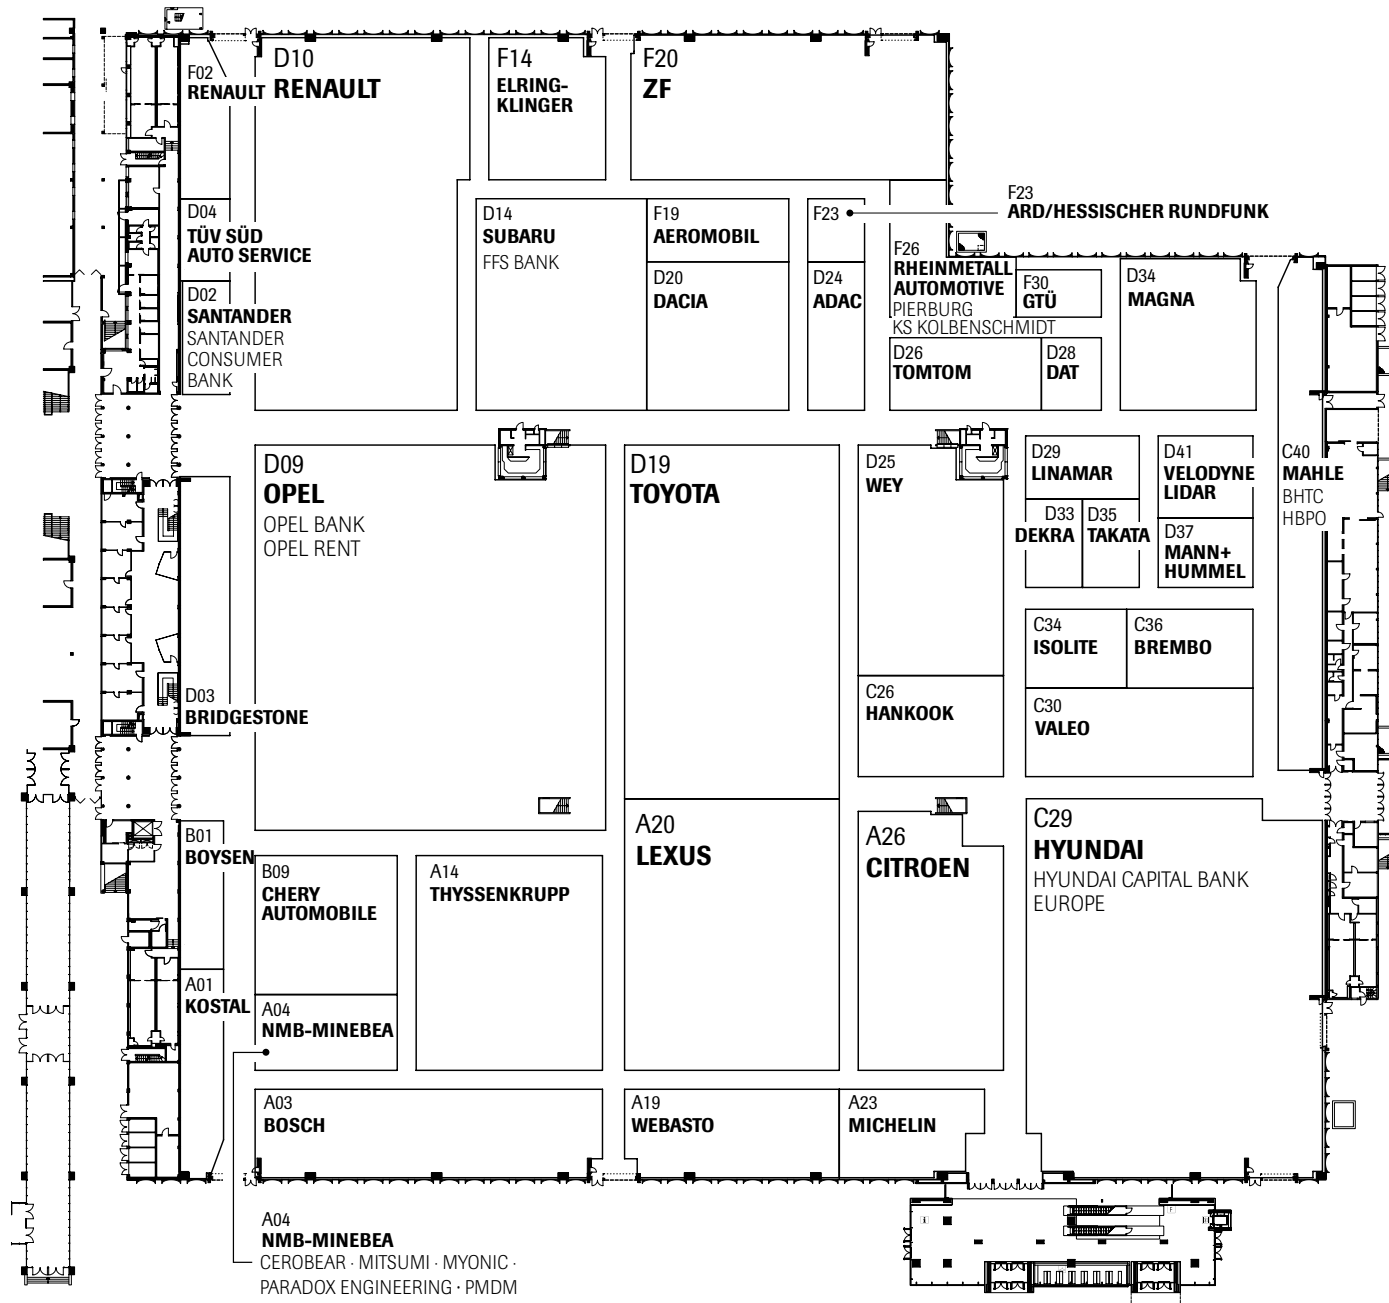 F02
RENAULT
D10
RENAULT
F14
ELRING-
KLINGER
F20
ZF
D04
TÜV SÜD
AUTO SERVICE
D02
SANTANDER
SANTANDER
CONSUMER
BANK
D14
SUBARU
FFS BANK
F19
AEROMOBIL
D20
DACIA
F23
F23
ARD/HESSISCHER RUNDFUNK
D24
ADAC
F26
RHEINMETALL
AUTOMOTIVE
PIERBURG
KS KOLBENSCHMIDT
F30
GTÜ
D34
MAGNA
D26
TOMTOM
D28
DAT
D09
OPEL
OPEL BANK
OPEL RENT
D19
TOYOTA
D25
WEY
D29
LINAMAR
D33
DEKRA
D35
TAKATA
D41
VELODYNE
LIDAR
D37
MANN+
HUMMEL
C40
MAHLE
BHTC
HBPO
C34
ISOLITE
C36
BREMBO
D03
BRIDGESTONE
C26
HANKOOK
C30
VALEO
B01
BOYSEN
B09
CHERY
AUTOMOBILE
A14
THYSSENKRUPP
A20
LEXUS
A26
CITROEN
C29
HYUNDAI
HYUNDAI CAPITAL BANK
EUROPE
A01
KOSTAL
A04
NMB-MINEBEA
A03
BOSCH
A19
WEBASTO
A23
MICHELIN
A04
NMB-MINEBEA
CEROBEAR · MITSUMI · MYONIC ·
PARADOX ENGINEERING · PMDM